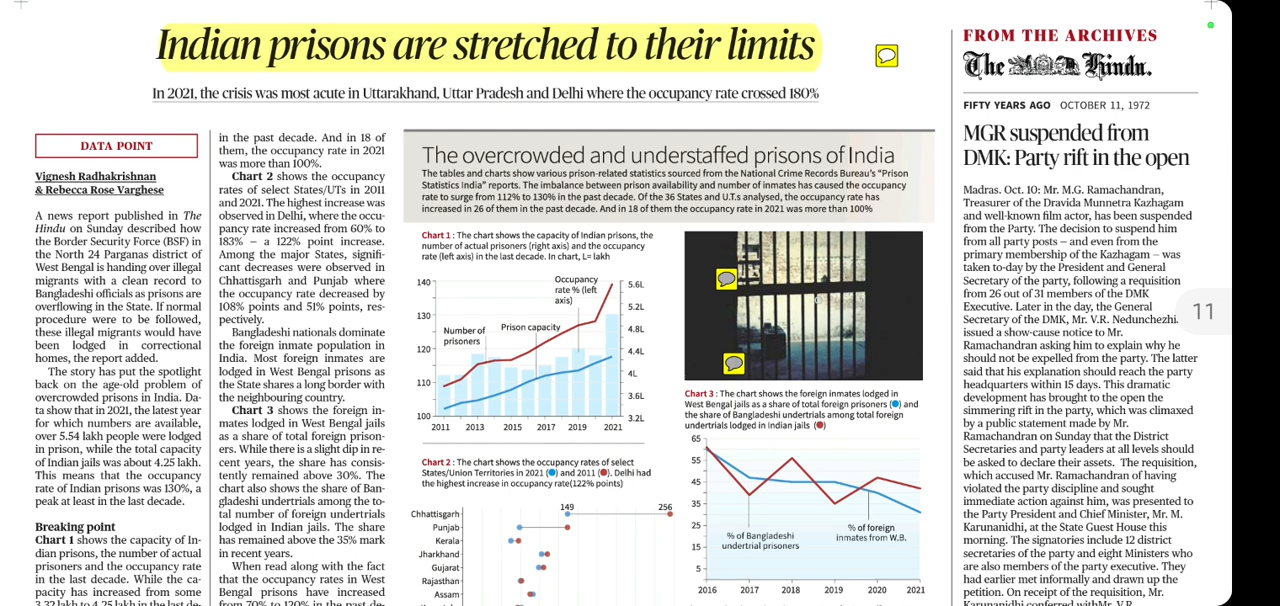 Indian prisons are stretched to their limits
In 2021, the crisis was most acute in Uttarakhand, Uttar Pradesh and Delhi where the occupancy rate crossed 180%
DATA POINT
Vignesh Radhakrishnan
& Rebecca Rose Varghese
A news report published in The
Hindu on Sunday described how
the Border Security Force (BSF) in
the North 24 Parganas district of
West Bengal is handing over illegal
migrants with a clean record to
Bangladeshi officials as prisons are
overflowing in the State. If normal
procedure were to be followed,
these illegal migrants would have
been lodged in correctional
homes, the report added.
The story has put the spotlight
back on the age-old problem of
overcrowded prisons in India. Da-
ta show that in 2021, the latest year
for which numbers are available,
over 5.54 lakh people were lodged
in prison, while the total capacity
of Indian jails was about 4.25 lakh.
This means that the occupancy
rate of Indian prisons was 130%, a
peak at least in the last decade.
Breaking point
Chart 1 shows the capacity of In-
dian prisons, the number of actual
prisoners and the occupancy rate
in the last decade. While the ca-
pacity has increased from some
3.32 lakh to 4.25 lakh in the last de-
in the past decade. And in 18 of
them, the occupancy rate in 2021
was more than 100%.
Chart 2 shows the occupancy
rates of select States/UTs in 2011
and 2021. The highest increase was
observed in Delhi, where the occu-
pancy rate increased from 60% to
183% — a 122% point increase.
Among the major States, signifi-
cant decreases were observed in
Chhattisgarh and Punjab where
the occupancy rate decreased by
108% points and 51% points, res-
pectively.
Bangladeshi nationals dominate
the foreign inmate population in
India. Most foreign inmates are
lodged in West Bengal prisons as
the State shares a long border with
the neighbouring country.
Chart 3 shows the foreign in-
mates lodged in West Bengal jails
as a share of total foreign prison-
ers. While there is a slight dip in re-
cent years, the share has consis-
tently remained above 30%. The
chart also shows the share of Ban-
gladeshi undertrials among the to-
tal number of foreign undertrials
lodged in Indian jails. The share
has remained above the 35% mark
in recent years.
When read along with the fact
that the occupancy rates in West
Bengal prisons have increased
from 70% to 120% in the past de-
The overcrowded and understaffed prisons of India
The tables and charts show various prison-related statistics sourced from the National Crime Records Bureau's "Prison
Statistics India" reports. The imbalance between prison availability and number of inmates has caused the occupancy
rate to surge from 112% to 130% in the past decade. Of the 36 States and U.T.s analysed, the occupancy rate has
increased in 26 of them in the past decade. And in 18 of them the occupancy rate in 2021 was more than 100%
Chart 1 : The chart shows the capacity of Indian prisons, the
number of actual prisoners (right axis) and the occupancy
rate (left axis) in the last decade. In chart, L= lakh
140
130
120
110
100
Number of
prisoners
Prison capacity
Occupancy
rate % (left
axis)
5.6L
5.2L
4.8L
4.4L
4L
3.6L
3.2L
2011
2013
2015
2017
2019
2021
Chart 2 : The chart shows the occupancy rates of select
States/Union Territories in 2021 ( ) and 2011 ( ). Delhi had
the highest increase in occupancy rate(122% points)
149
256
Chhattisgarh
Punjab
Kerala
Jharkhand
Gujarat
Rajasthan
Assam
Chart 3 : The chart shows the foreign inmates lodged in
West Bengal jails as a share of total foreign prisoners ( ) and
the share of Bangladeshi undertrials among total foreign
undertrials lodged in Indian jails ( )
65
55
45
35
25
15
5
% of Bangladeshi
undertrial prisoners
% of foreign
inmates from W.B.
2016
2017
2018
2019
2020
2021
FROM THE ARCHIVES
The Hindu.
FIFTY YEARS AGO OCTOBER 11, 1972
MGR suspended from
DMK: Party rift in the open
Madras. Oct. 10: Mr. M.G. Ramachandran,
Treasurer of the Dravida Munnetra Kazhagam
and well-known film actor, has been suspended
from the Party. The decision to suspend him
from all party posts – and even from the
primary membership of the Kazhagam – was
taken to-day by the President and General
Secretary of the party, following a requisition
from 26 out of 31 members of the DMK
Executive. Later in the day, the General
Secretary of the DMK, Mr. V.R. Nedunchezhi
issued a show-cause notice to Mr.
Ramachandran asking him to explain why he
should not be expelled from the party. The latter
said that his explanation should reach the party
headquarters within 15 days. This dramatic
development has brought to the open the
simmering rift in the party, which was climaxed
by a public statement made by Mr.
Ramachandran on Sunday that the District
Secretaries and party leaders at all levels should
be asked to declare their assets. The requisition,
which accused Mr. Ramachandran of having
violated the party discipline and sought
immediate action against him, was presented to
the Party President and Chief Minister, Mr. M.
Karunanidhi, at the State Guest House this
morning. The signatories include 12 district
secretaries of the party and eight Ministers who
are also members of the party executive. They
had earlier met informally and drawn up the
petition. On receipt of the requisition, Mr.
Karunanidhi conferred with Mr. V.R.
11